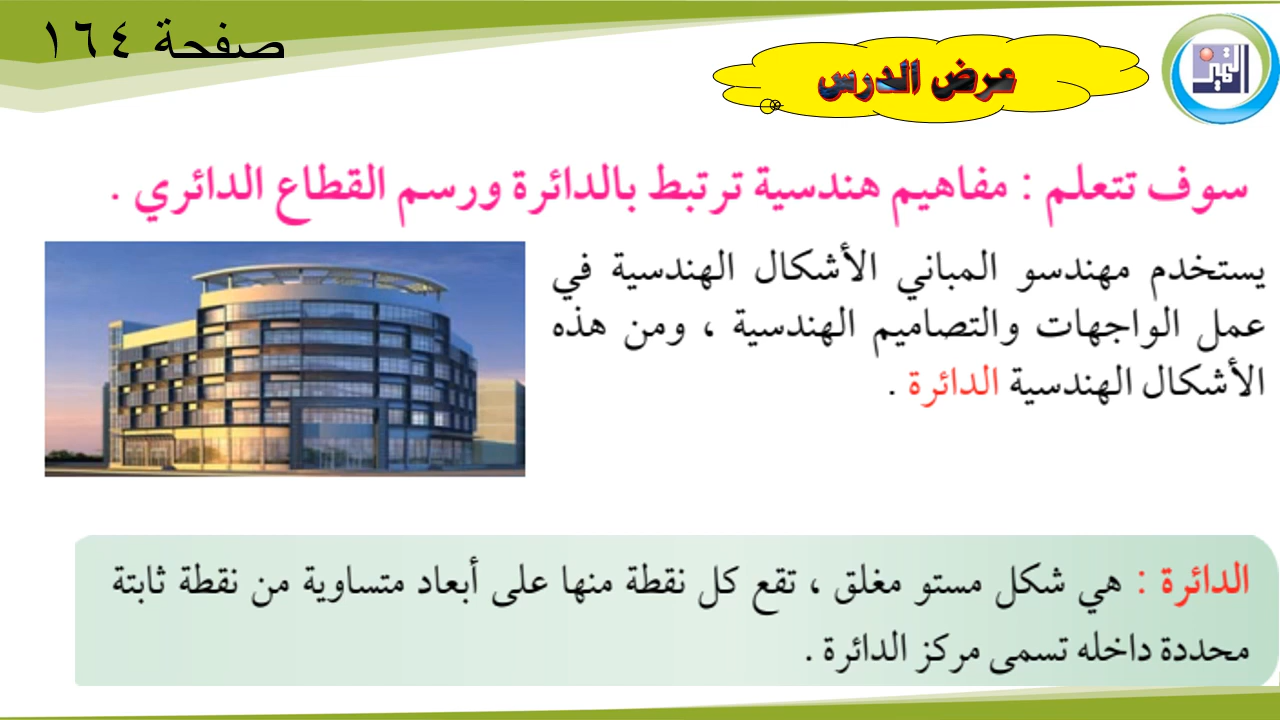 صفحة ١٦٤
عرض الدرس
التميز
سوف تتعلم : مفاهيم هندسية ترتبط بالدائرة ورسم القطاع الدائري .
يستخدم مهندسو المباني الأشكال الهندسية في
عمل الواجهات والتصاميم الهندسية ، ومن هذه
الأشكال الهندسية الدائرة .
الدائرة : هي شكل مستو مغلق ، تقع كل نقطة منها على أبعاد متساوية من نقطة ثابتة
محددة داخله تسمى مركز الدائرة .